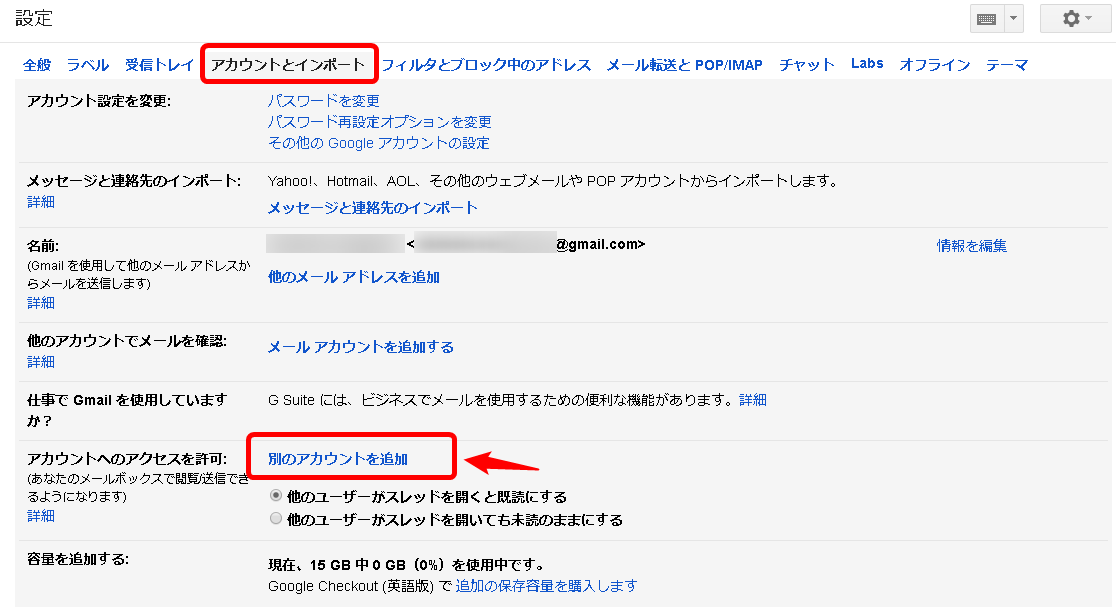 設定
全般 ラベル 受信トレイ アカウントとインポート フィルタとブロック中のアドレス メール転送と POP/IMAP チャット Labs オフライン テーマ
アカウント設定を変更:
パスワードを変更
パスワード再設定オプションを変更
その他の Google アカウントの設定
メッセージと連絡先のインポート:
詳細
Yahoo!、Hotmail、AOL、その他のウェブメールや POP アカウントからインポートします。
メッセージと連絡先のインポート
名前:
(Gmail を使用して他のメール アドレスか
らメールを送信します)
詳細
<@gmail.com>
情報を編集
他のメール アドレスを追加
他のアカウントでメールを確認:
詳細
メール アカウントを追加する
仕事で Gmail を使用しています
か？
G Suite には、ビジネスでメールを使用するための便利な機能があります。詳細
アカウントへのアクセスを許可:
(あなたのメールボックスで閲覧/送信でき
るようになります)
詳細
別のアカウントを追加
他のユーザーがスレッドを開くと既読にする
他のユーザーがスレッドを開いても未読のままにする
容量を追加する:
現在、15 GB 中 0 GB（0%）を使用中です。
Google Checkout (英語版) で 追加の保存容量を購入します